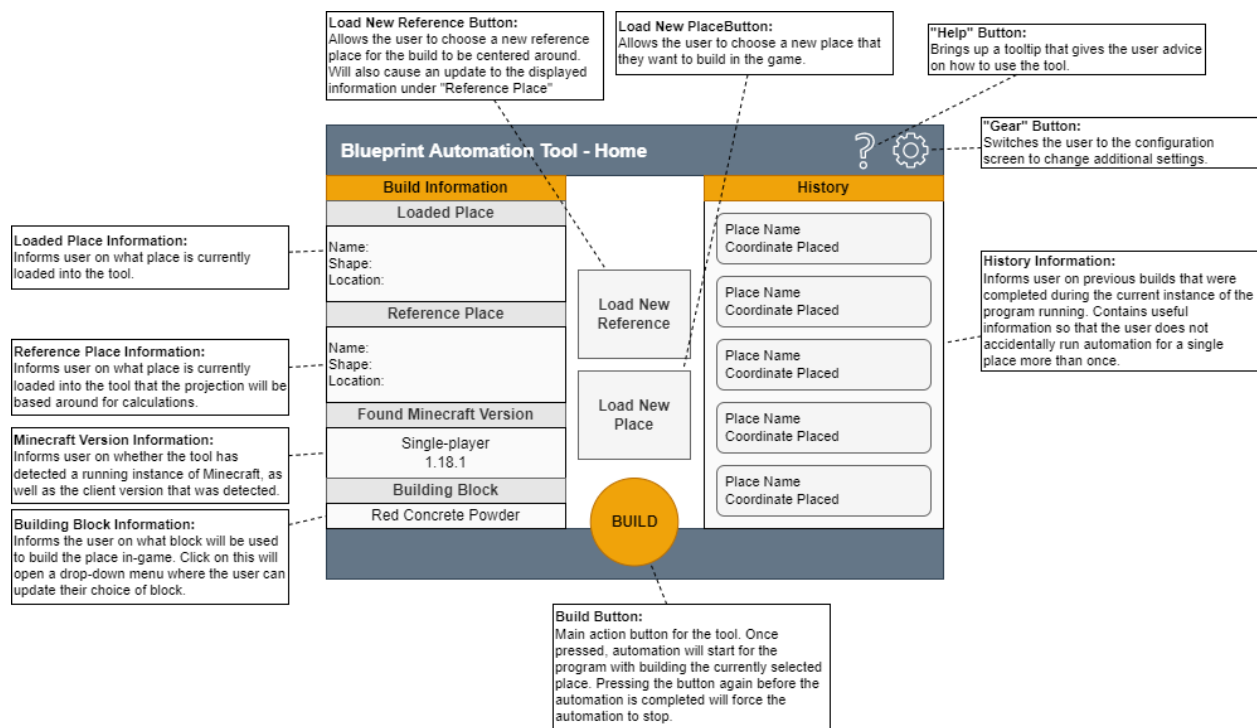 Load New Reference Button:
Allows the user to choose a new reference
place for the build to be centered around.
Will also cause an update to the displayed
information under "Reference Place"
Load New PlaceButton:
Allows the user to choose a new place that
they want to build in the game.
"Help" Button:
Brings up a tooltip that gives the user advice
on how to use the tool.
"Gear" Button:
Switches the user to the configuration
screen to change additional settings.
Blueprint Automation Tool - Home
?
Build Information
Loaded Place
Name:
Shape:
Location:
Reference Place
Name:
Shape:
Location:
Found Minecraft Version
Single-player
1.18.1
Building Block
Red Concrete Powder
Load New
Reference
Load New
Place
BUILD
History
Place Name
Coordinate Placed
Place Name
Coordinate Placed
Place Name
Coordinate Placed
Place Name
Coordinate Placed
Place Name
Coordinate Placed
Loaded Place Information:
Informs user on what place is currently
loaded into the tool.
Reference Place Information:
Informs user on what place is currently
loaded into the tool that the projection will be
based around for calculations.
Minecraft Version Information:
Informs user on whether the tool has
detected a running instance of Minecraft, as
well as the client version that was detected.
Building Block Information:
Informs the user on what block will be used
to build the place in-game. Click on this will
open a drop-down menu where the user can
update their choice of block.
History Information:
Informs user on previous builds that were
completed during the current instance of the
program running. Contains useful
information so that the user does not
accidentally run automation for a single
place more than once.
Build Button:
Main action button for the tool. Once
pressed, automation will start for the
program with building the currently selected
place. Pressing the button again before the
automation is completed will force the
automation to stop.